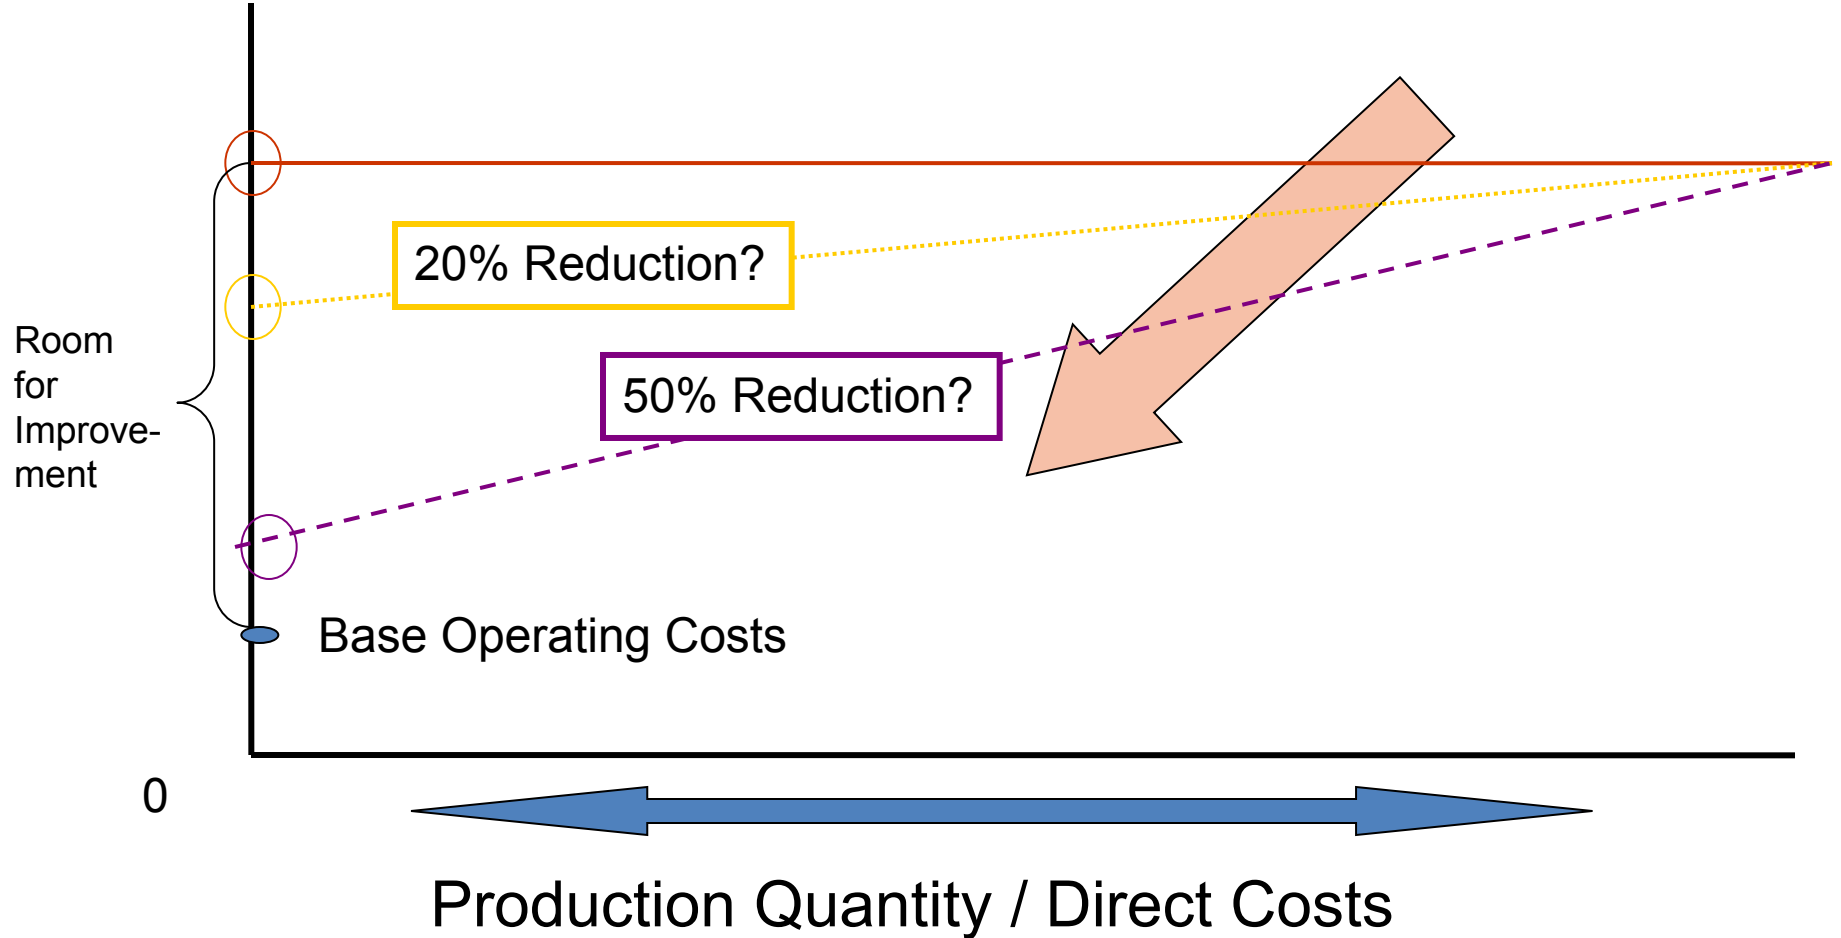 20% Reduction?
Room
for
Improve-
ment
50% Reduction?
Base Operating Costs
0
Production Quantity / Direct Costs